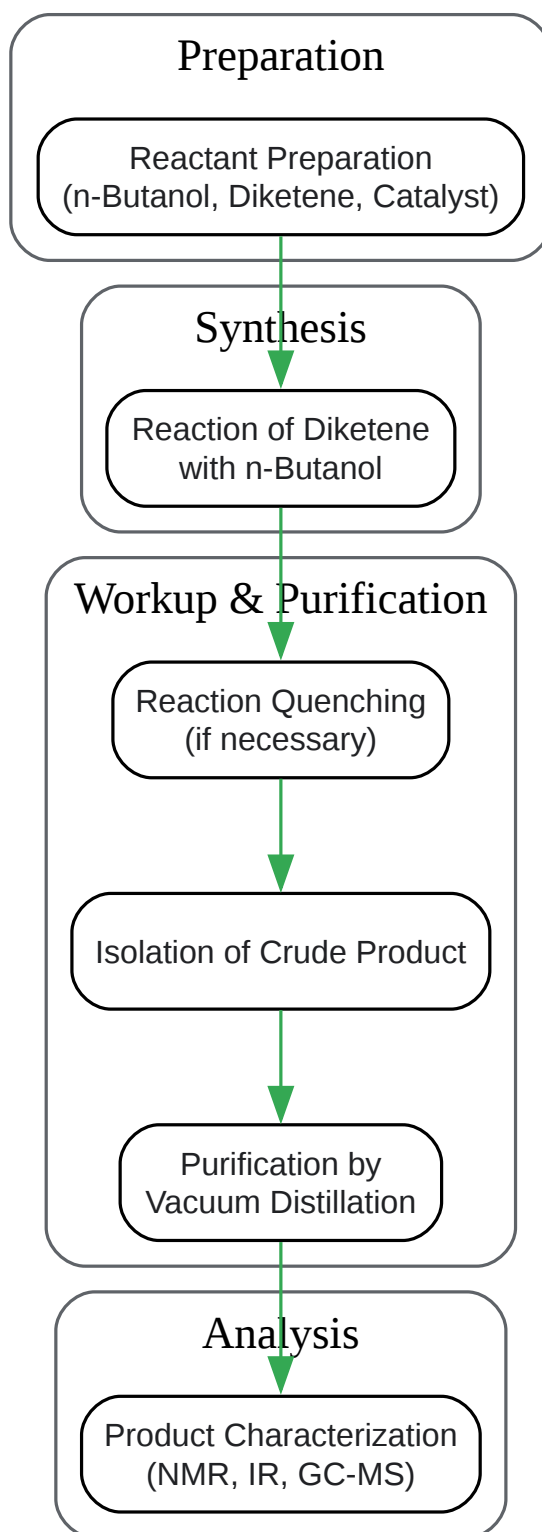 Preparation
Reactant Preparation
(n-Butanol, Diketene, Catalyst)
Synthesis
Reaction of Diketene
with n-Butanol
Workup & Purification
Reaction Quenching
(if necessary)
Isolation of Crude Product
Purification by
Vacuum Distillation
Analysis
Product Characterization
(NMR, IR, GC-MS)